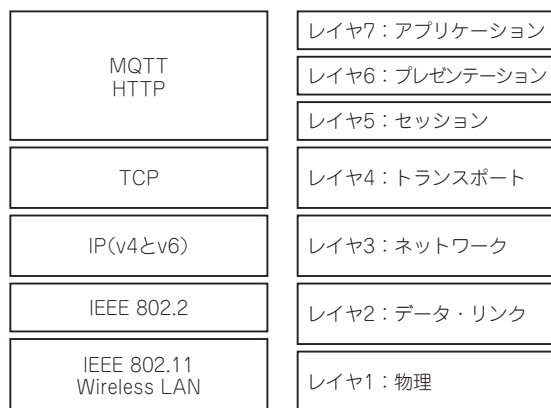 MQTT
HTTP
TCP
IP(v4とv6)
IEEE 802.2
IEEE 802.11
Wireless LAN
レイヤ7：アプリケーション
レイヤ6：プレゼンテーション
レイヤ5：セッション
レイヤ4：トランスポート
レイヤ3：ネットワーク
レイヤ2：データ・リンク
レイヤ1：物理